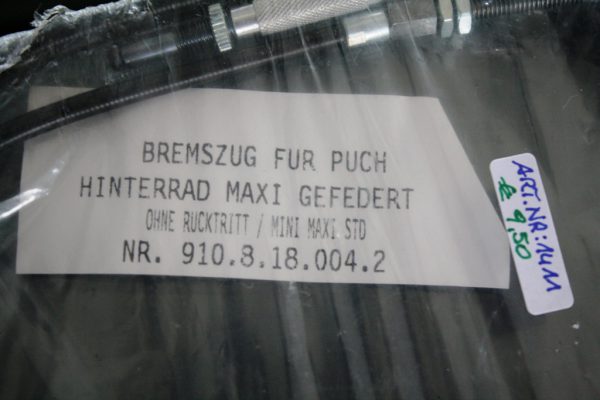 BREMSZUG FUR PUCH
HINTERRAD MAXI GEFEDERT
OHNE RUCKTRITT / MINI MAXI STD
NR. 910.8.18.004.2
ART.NR:14M
€ 9,50